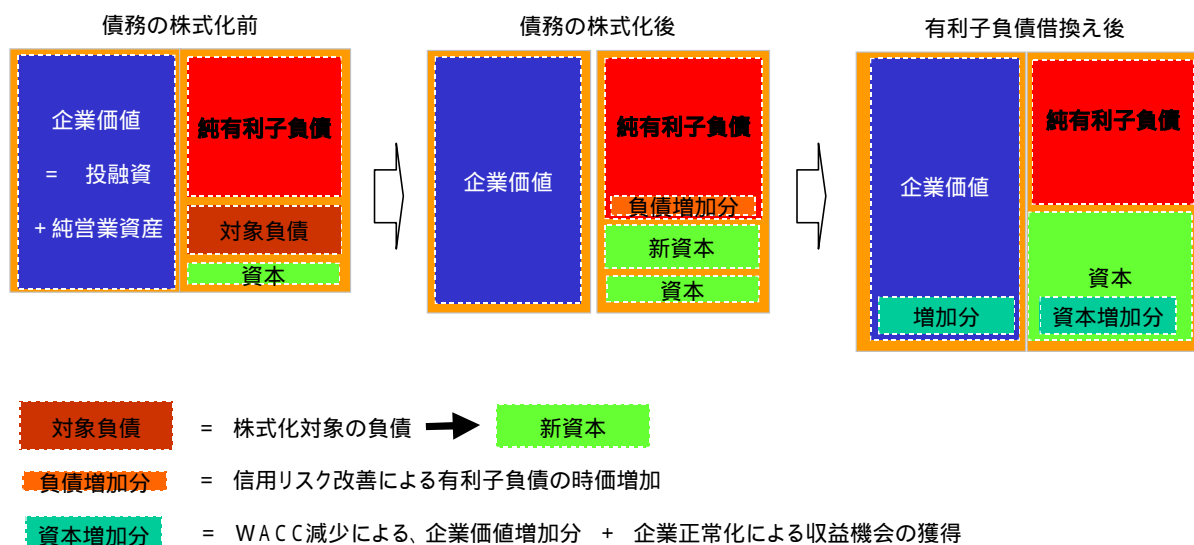 債務の株式化前
企業価値
= 投融資
+純営業資産
純有利子負債
対象負債
資本
債務の株式化後
企業価値
純有利子負債
負債増加分
新資本
資本
有利子負債借換え後
企業価値
増加分
純有利子負債
資本
資本増加分
対象負債 = 株式化対象の負債 新資本
負債増加分 = 信用リスク改善による有利子負債の時価増加
資本増加分 = WACC減少による、企業価値増加分 + 企業正常化による収益機会の獲得